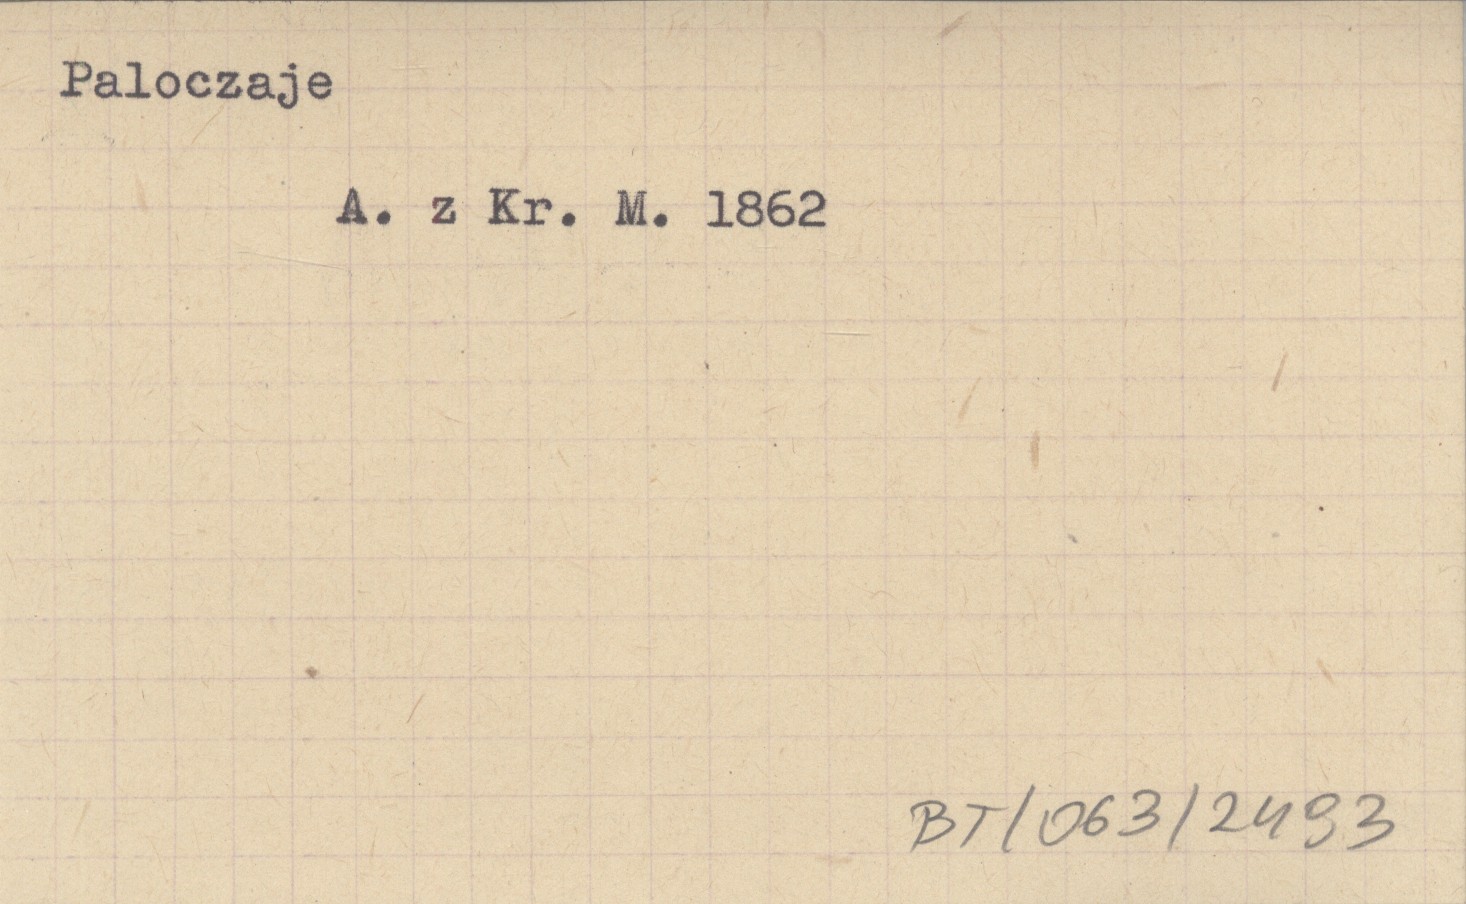 Paloczaje
A. z Kr. M. 1862
BT/063/2493